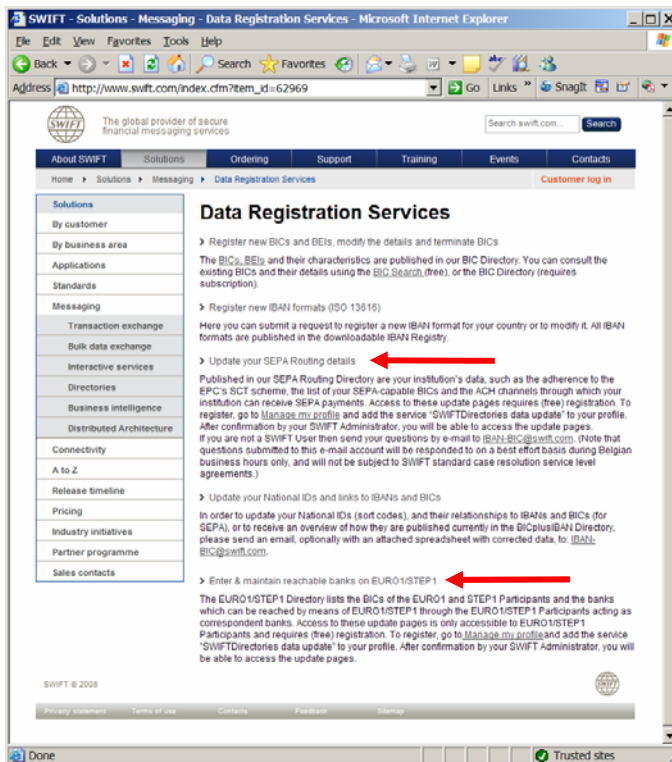 SWIFT - Solutions - Messaging - Data Registration Services - Microsoft Internet Explorer
File Edit View Favorites Tools Help
Back Search Favorites
Address http://www.swift.com/index.cfm?item_id=62969 Go Links » SnagIt
SWIFT
The global provider of secure
financial messaging services
Search swift.com... Search
About SWIFT Solutions Ordering Support Training Events Contacts
Home Solutions Messaging Data Registration Services Customer log in
Solutions
By customer
By business area
Applications
Standards
Messaging
Transaction exchange
Bulk data exchange
Interactive services
Directories
Business intelligence
Distributed Architecture
Connectivity
A to Z
Release timeline
Pricing
Industry initiatives
Partner programme
Sales contacts
Data Registration Services
Register new BICs and BEIs, modify the details and terminate BICs
The BICs, BEIs and their characteristics are published in our BIC Directory. You can consult the
existing BICs and their details using the BIC Search (free), or the BIC Directory (requires
subscription).
Register new IBAN formats (ISO 13616)
Here you can submit a request to register a new IBAN format for your country or to modify it. All IBAN
formats are published in the downloadable IBAN Registry.
Update your SEPA Routing details
Published in our SEPA Routing Directory are your institution's data, such as the adherence to the
EPC's SCT scheme, the list of your SEPA-capable BICs and the ACH channels through which your
institution can receive SEPA payments. Access to these update pages requires (free) registration. To
register, go to Manage my profile and add the service "SWIFTDirectories data update" to your profile.
After confirmation by your SWIFT Administrator, you will be able to access the update pages.
If you are not a SWIFT User then send your questions by e-mail to IBAN-BIC@swift.com. (Note that
questions submitted to this e-mail account will be responded to on a best effort basis during Belgian
business hours only, and will not be subject to SWIFT standard case resolution service level
agreements.)
Update your National IDs and links to IBANs and BICs
In order to update your National IDs (sort codes), and their relationships to IBANs and BICs (for
SEPA), or to receive an overview of how they are published currently in the BICplusIBAN Directory,
please send an email, optionally with an attached spreadsheet with corrected data, to: IBAN-
BIC@swift.com.
Enter & maintain reachable banks on EURO1/STEP1
The EURO1/STEP1 Directory lists the BICs of the EURO1 and STEP1 Participants and the banks
which can be reached by means of EURO1/STEP1 through the EURO1/STEP1 Participants acting as
correspondent banks. Access to these update pages is only accessible to EURO1/STEP1
Participants and requires (free) registration. To register, go to Manage my profileand add the service
"SWIFTDirectories data update" to your profile. After confirmation by your SWIFT Administrator, you will
be able to access the update pages.
SWIFT © 2008
Privacy statement Terms of use Contacts Feedback Sitemap
Done Trusted sites